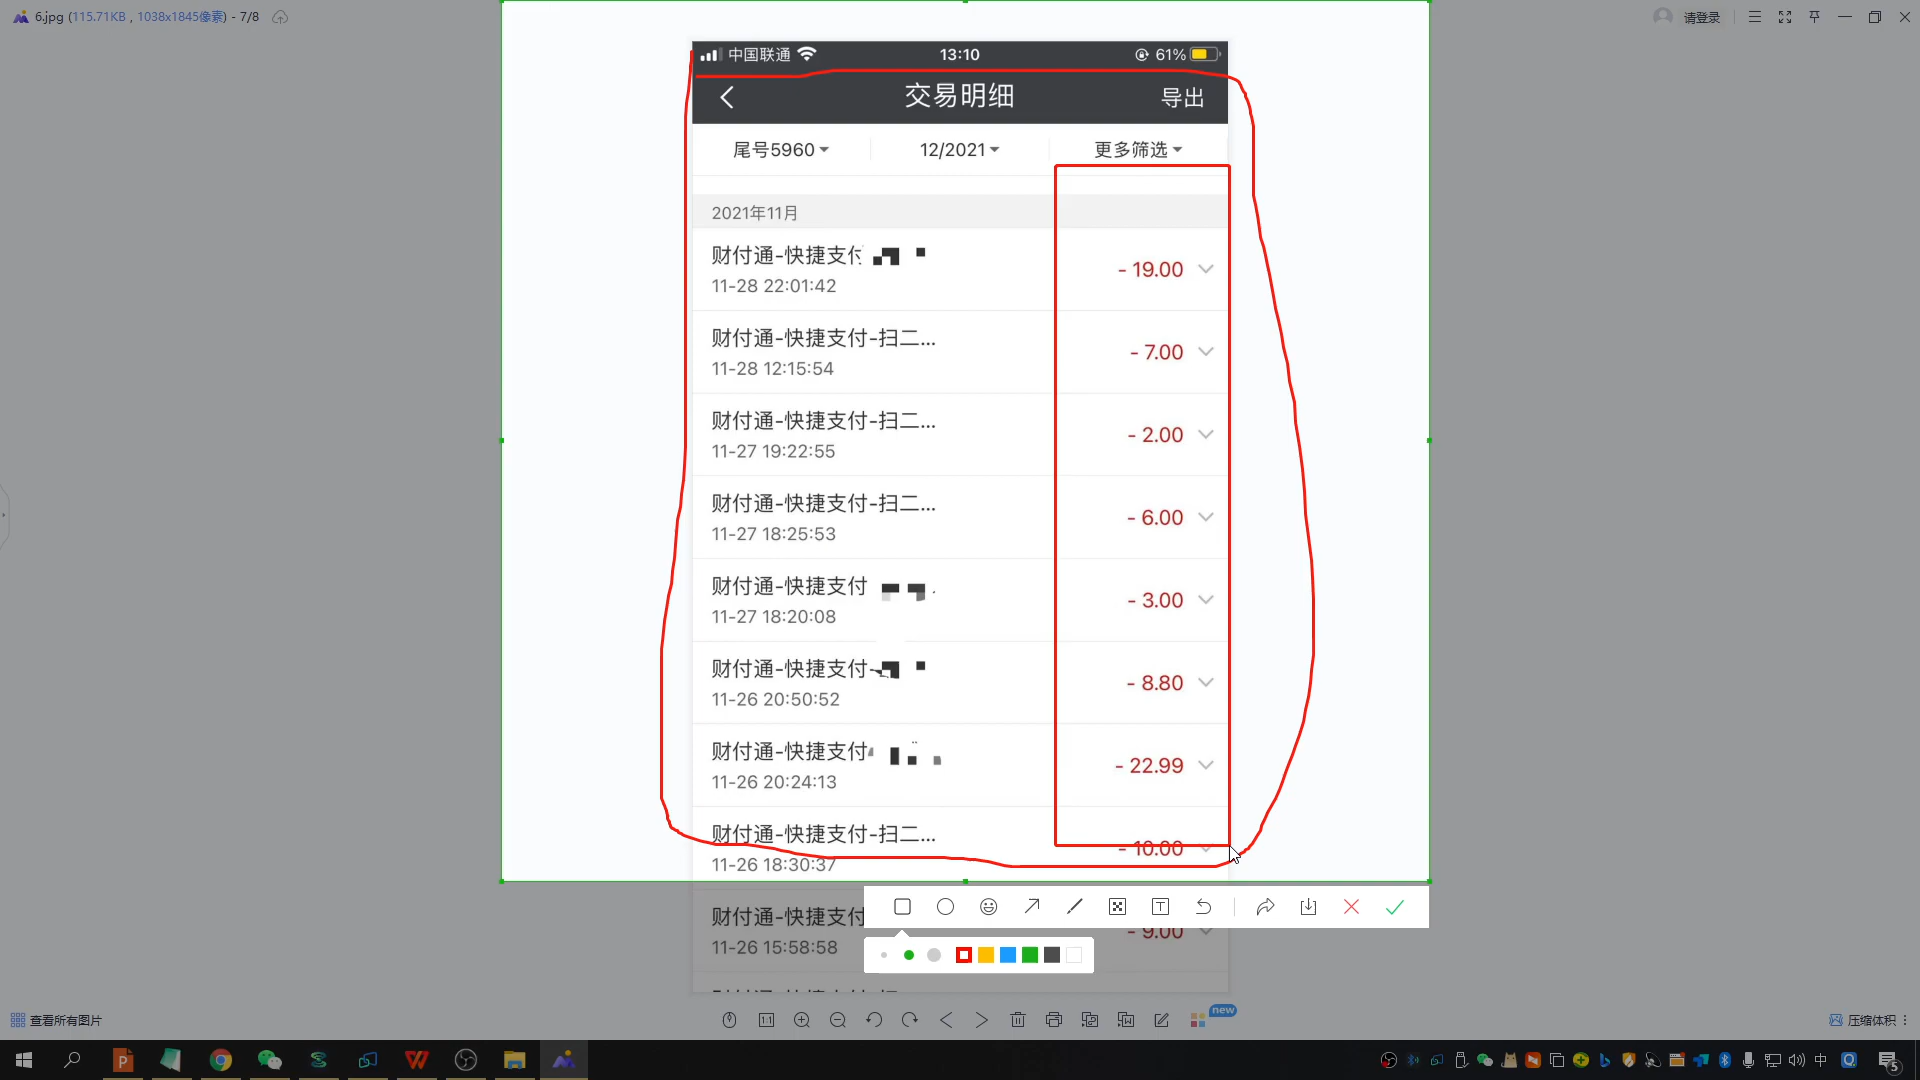 6.jpg (115.71KB , 1038x1845像素) - 7/8
请登录
中国联通
13:10
61%
交易明细
导出
尾号5960
12/2021
更多筛选
2021年11月
财付通-快捷支付
- 19.00
11-28 22:01:42
财付通-快捷支付-扫二...
- 7.00
11-28 12:15:54
财付通-快捷支付-扫二...
- 2.00
11-27 19:22:55
财付通-快捷支付-扫二...
- 6.00
11-27 18:25:53
财付通-快捷支付
- 3.00
11-27 18:20:08
财付通-快捷支付-
- 8.80
11-26 20:50:52
财付通-快捷支付
- 22.99
11-26 20:24:13
财付通-快捷支付-扫二...
- 10.00
11-26 18:30:37
财付通-快捷支付
- 9.00
11-26 15:58:58
new
查看所有图片
压缩体积
中
5